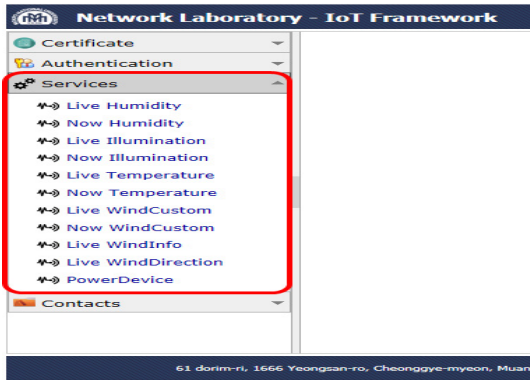 Network Laboratory - IoT Framework
Certificate
Authentication
Services
Live Humidity
Now Humidity
Live Illumination
Now Illumination
Live Temperature
Now Temperature
Live WindCustom
Now WindCustom
Live WindInfo
Live WindDirection
PowerDevice
Contacts
61 dorim-ri, 1666 Yeongsan-ro, Cheonggye-myeon, Muan